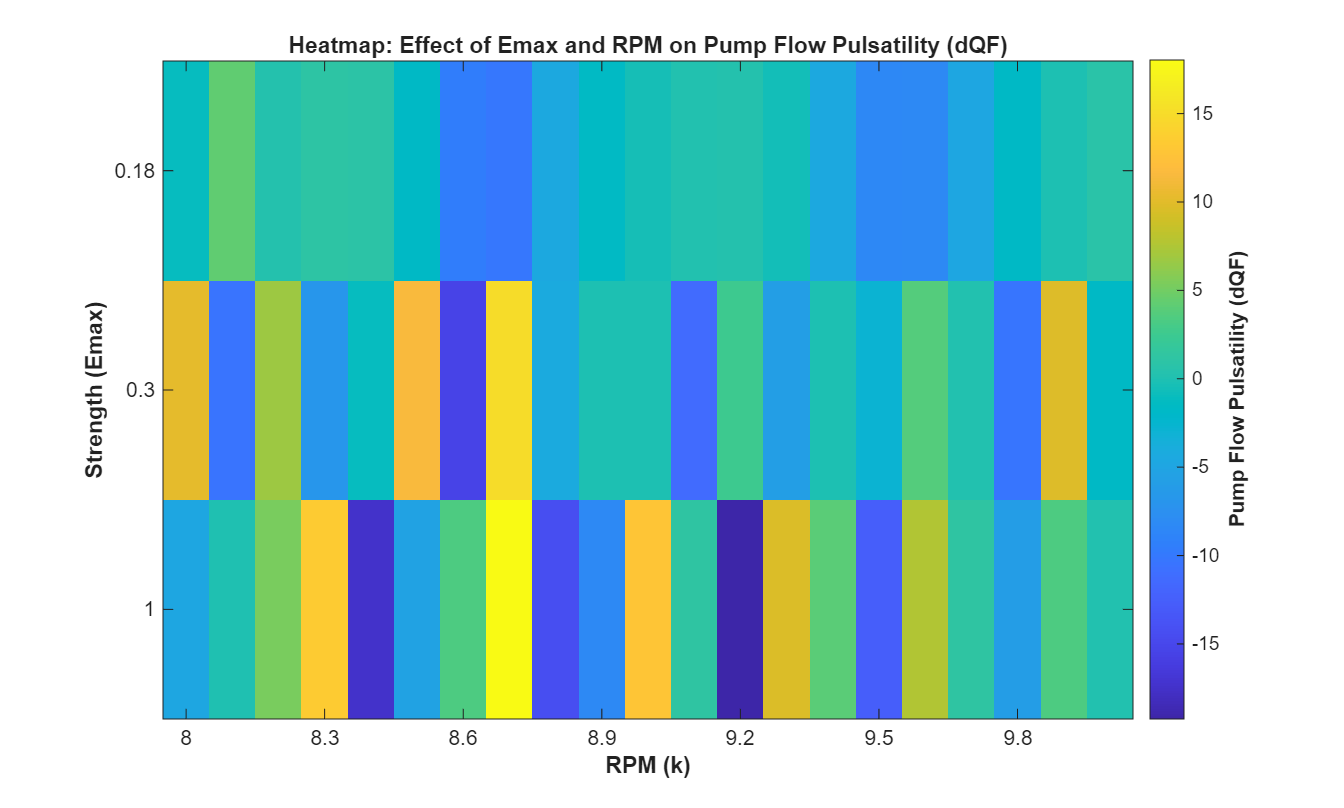 Heatmap: Effect of Emax and RPM on Pump Flow Pulsatility (dQF)
Strength (Emax)
0.18
0.3
1
8 8.3 8.6 8.9 9.2 9.5 9.8
RPM (k)
15
10
5
0
-5
-10
-15
Pump Flow Pulsatility (dQF)